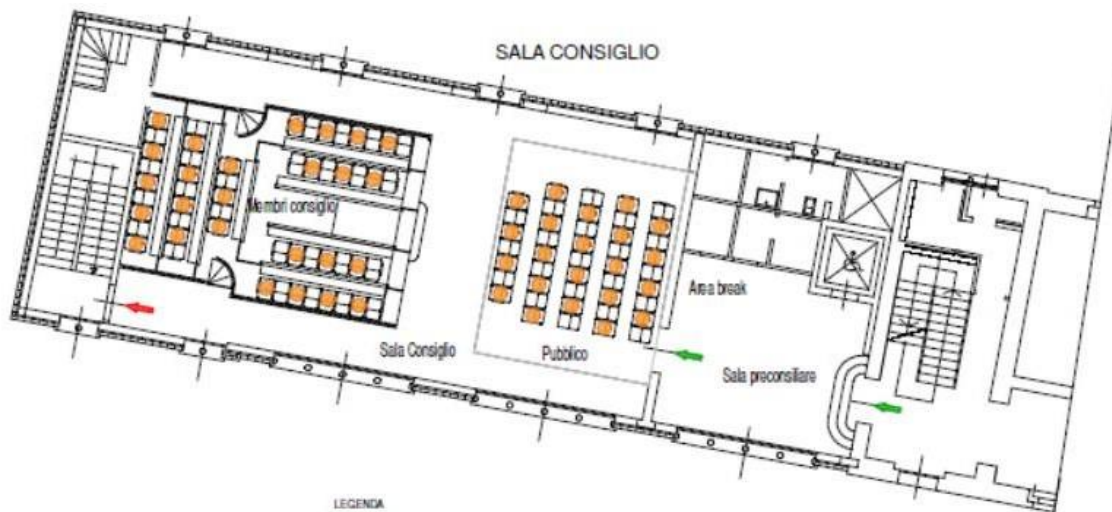 SALA CONSIGLIO
Membri consiglio
Area break
Sala Consiglio
Pubblico
Sala preconsiliare
LEGENDA